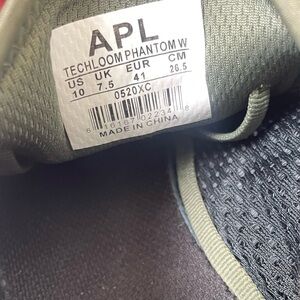 APL
TECHLOOM PHANTOM W
US UK EUR CM
10 7.5 41 26.5
0520XC
MADE IN CHINA